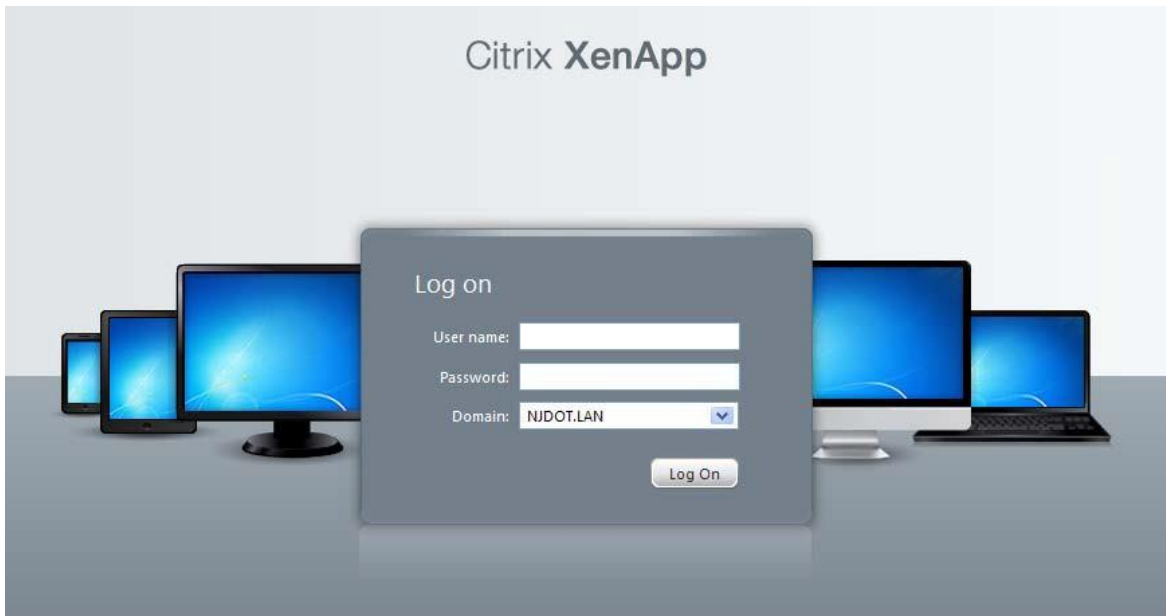 Citrix XenApp
Log on
User name:
Password:
Domain: NJDOT.LAN
Log On